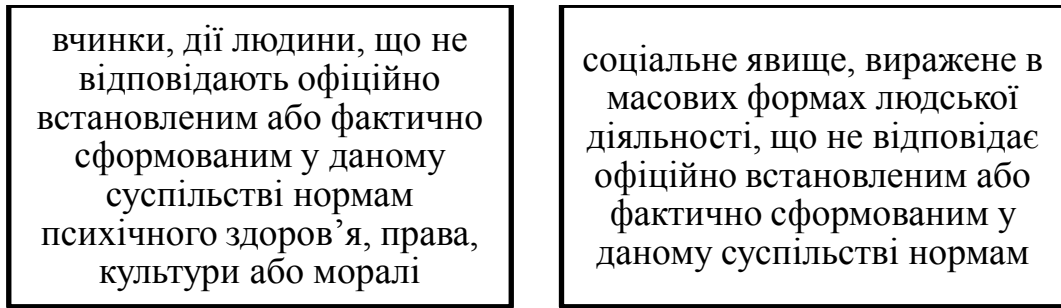 вчинки, дії людини, що не
відповідають офіційно
встановленим або фактично
сформованим у даному
суспільстві нормам
психічного здоров’я, права,
культури або моралі
соціальне явище, виражене в
масових формах людської
діяльності, що не відповідає
офіційно встановленим або
фактично сформованим у
даному суспільстві нормам